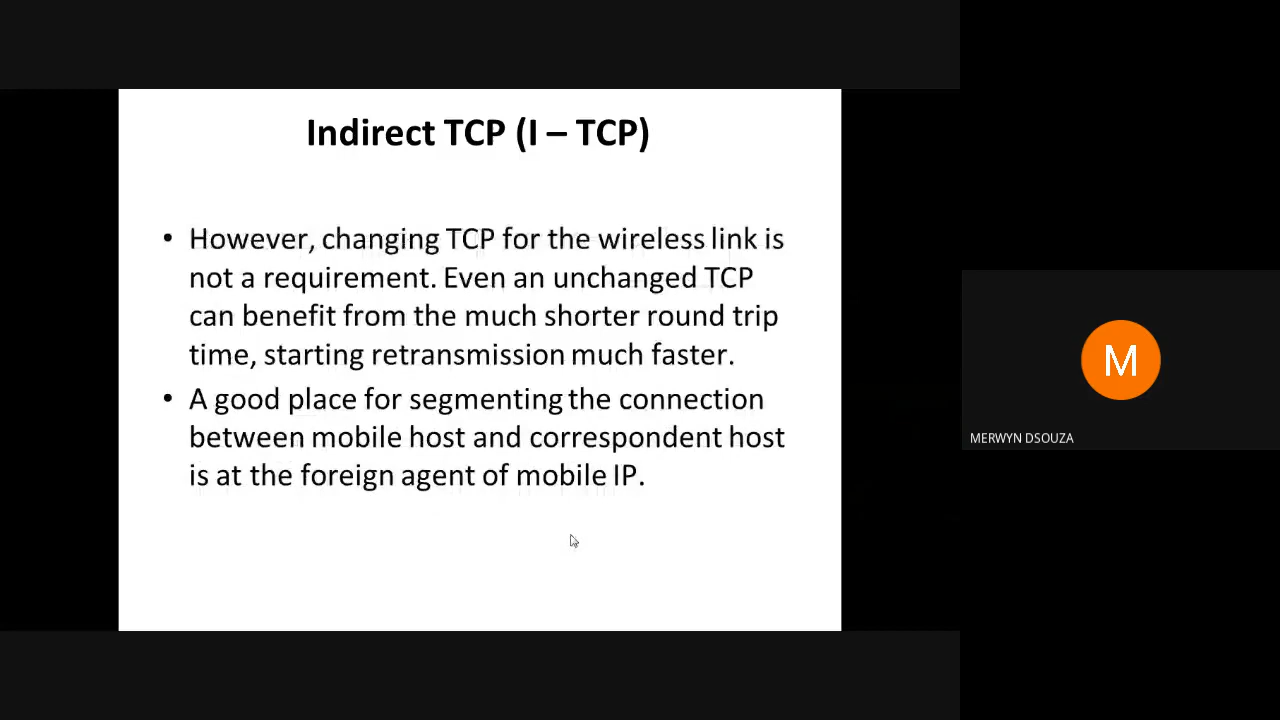 Indirect TCP (I – TCP)
• However, changing TCP for the wireless link is
not a requirement. Even an unchanged TCP
can benefit from the much shorter round trip
time, starting retransmission much faster.
• A good place for segmenting the connection
between mobile host and correspondent host
is at the foreign agent of mobile IP.
M
MERWYN DSOUZA